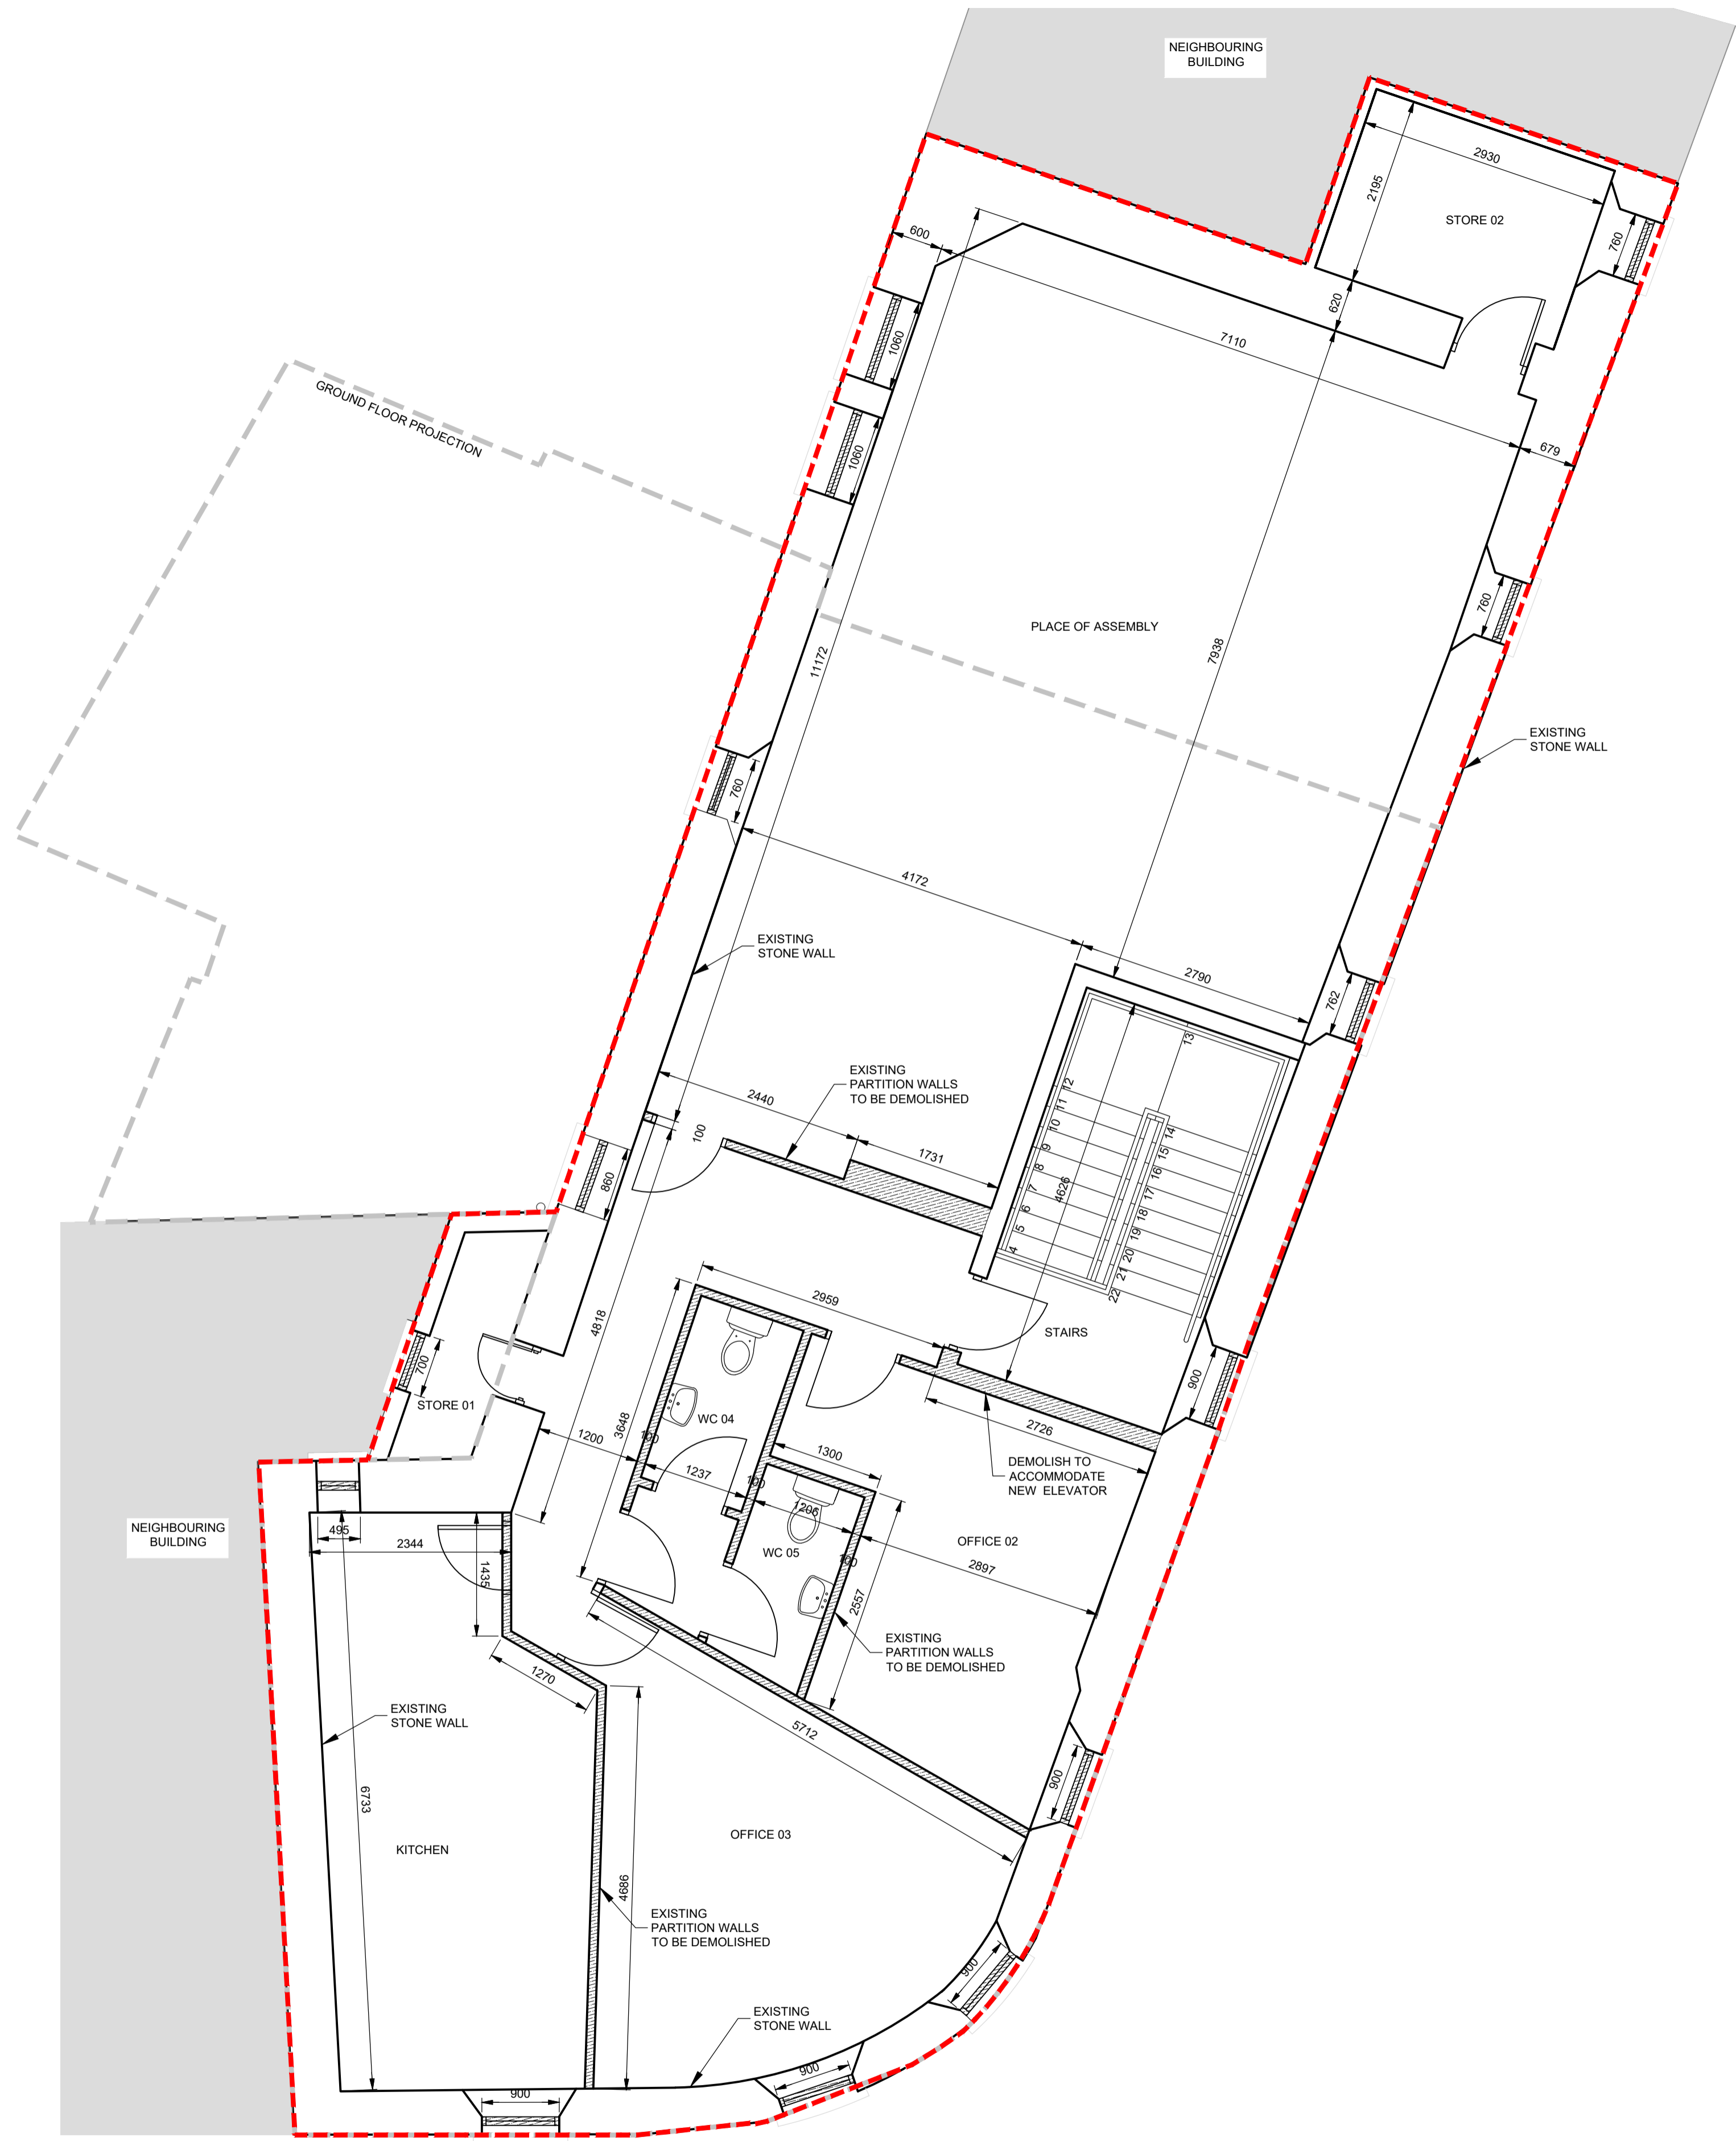 NEIGHBOURING
BUILDING
2930
2195
STORE 02
760
600
620
7110
1060
1060
679
GROUND FLOOR PROJECTION
760
PLACE OF ASSEMBLY
7938
11172
EXISTING
STONE WALL
760
4172
EXISTING
STONE WALL
2790
762
13
EXISTING
PARTITION WALLS
TO BE DEMOLISHED
2440
100
1731
860
12
11
10
9
8
7
6
5
4
4626
14
15
16
17
18
19
20
21
22
2959
4818
STAIRS
700
STORE 01
900
WC 04
3648
2726
1200
100
1300
1237
100
1206
DEMOLISH TO
ACCOMMODATE
NEW ELEVATOR
NEIGHBOURING
BUILDING
495
2344
1435
WC 05
OFFICE 02
100
2897
2557
EXISTING
PARTITION WALLS
TO BE DEMOLISHED
1270
EXISTING
STONE WALL
5712
900
6733
OFFICE 03
KITCHEN
4686
EXISTING
PARTITION WALLS
TO BE DEMOLISHED
900
EXISTING
STONE WALL
900
900